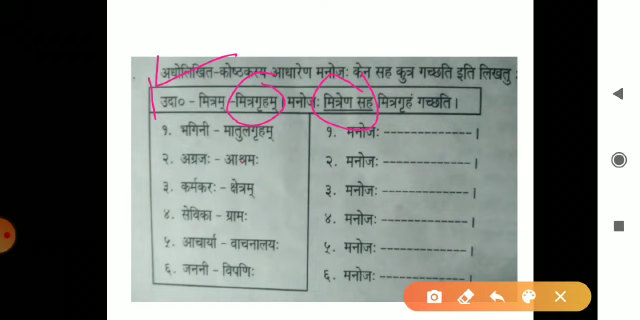 अधोलिखित-कोष्ठकस्य आधारेण मनोजः केन सह कुत्र गच्छति इति लिखतु :
उदा० - मित्रम् -मित्रगृहम् । मनोजः मित्रेण सह मित्रगृहं गच्छति ।
१. भगिनी - मातुलगृहम्
१. मनोजः ------------- ।
२. अग्रजः - आश्रमः
२. मनोजः ------------- ।
३. कर्मकरः - क्षेत्रम्
३. मनोजः ------------- ।
४. सेविका - ग्रामः
४. मनोजः ------------- ।
५. आचार्या - वाचनालयः
५. मनोजः ------------- ।
६. जननी - विपणिः
६. मनोजः ------------- ।